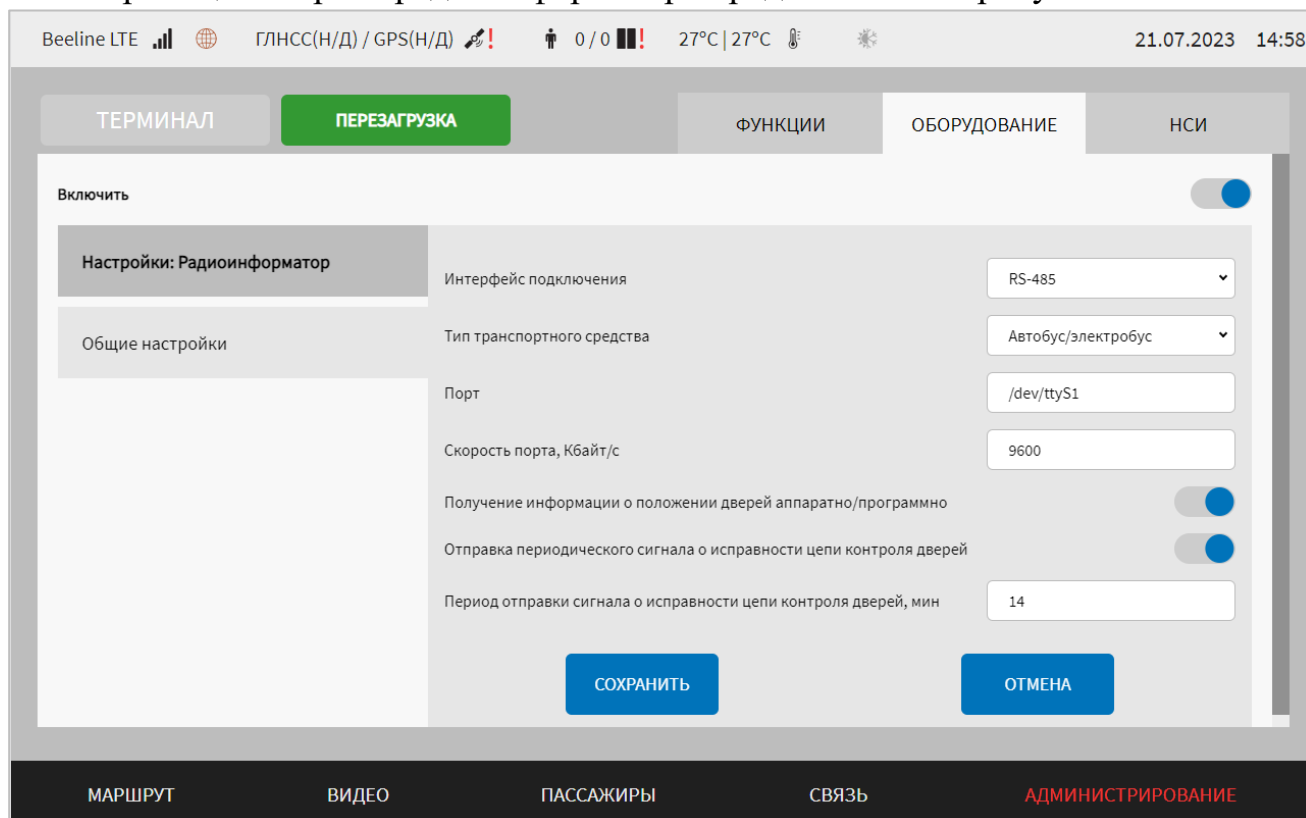 Beeline LTE ГЛНСС(Н/Д) / GPS(Н/Д) ! 0 / 0 ! 27°C | 27°C 21.07.2023 14:58
ТЕРМИНАЛ ПЕРЕЗАГРУЗКА ФУНКЦИИ ОБОРУДОВАНИЕ НСИ
Включить
Настройки: Радиоинформатор
Общие настройки
Интерфейс подключения RS-485
Тип транспортного средства Автобус/электробус
Порт /dev/ttyS1
Скорость порта, Кбайт/с 9600
Получение информации о положении дверей аппаратно/программно
Отправка периодического сигнала о исправности цепи контроля дверей
Период отправки сигнала о исправности цепи контроля дверей, мин 14
СОХРАНИТЬ ОТМЕНА
МАРШРУТ ВИДЕО ПАССАЖИРЫ СВЯЗЬ АДМИНИСТРИРОВАНИЕ